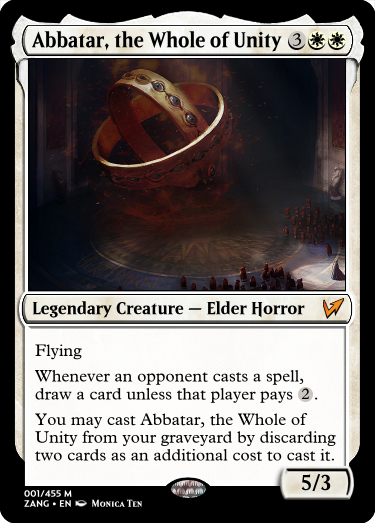 Abbatar, the Whole of Unity 3
Legendary Creature — Elder Horror
Flying
Whenever an opponent casts a spell,
draw a card unless that player pays 2.
You may cast Abbatar, the Whole of
Unity from your graveyard by discarding
two cards as an additional cost to cast it.
5/3
001/455 M
ZANG • EN Monica Ten